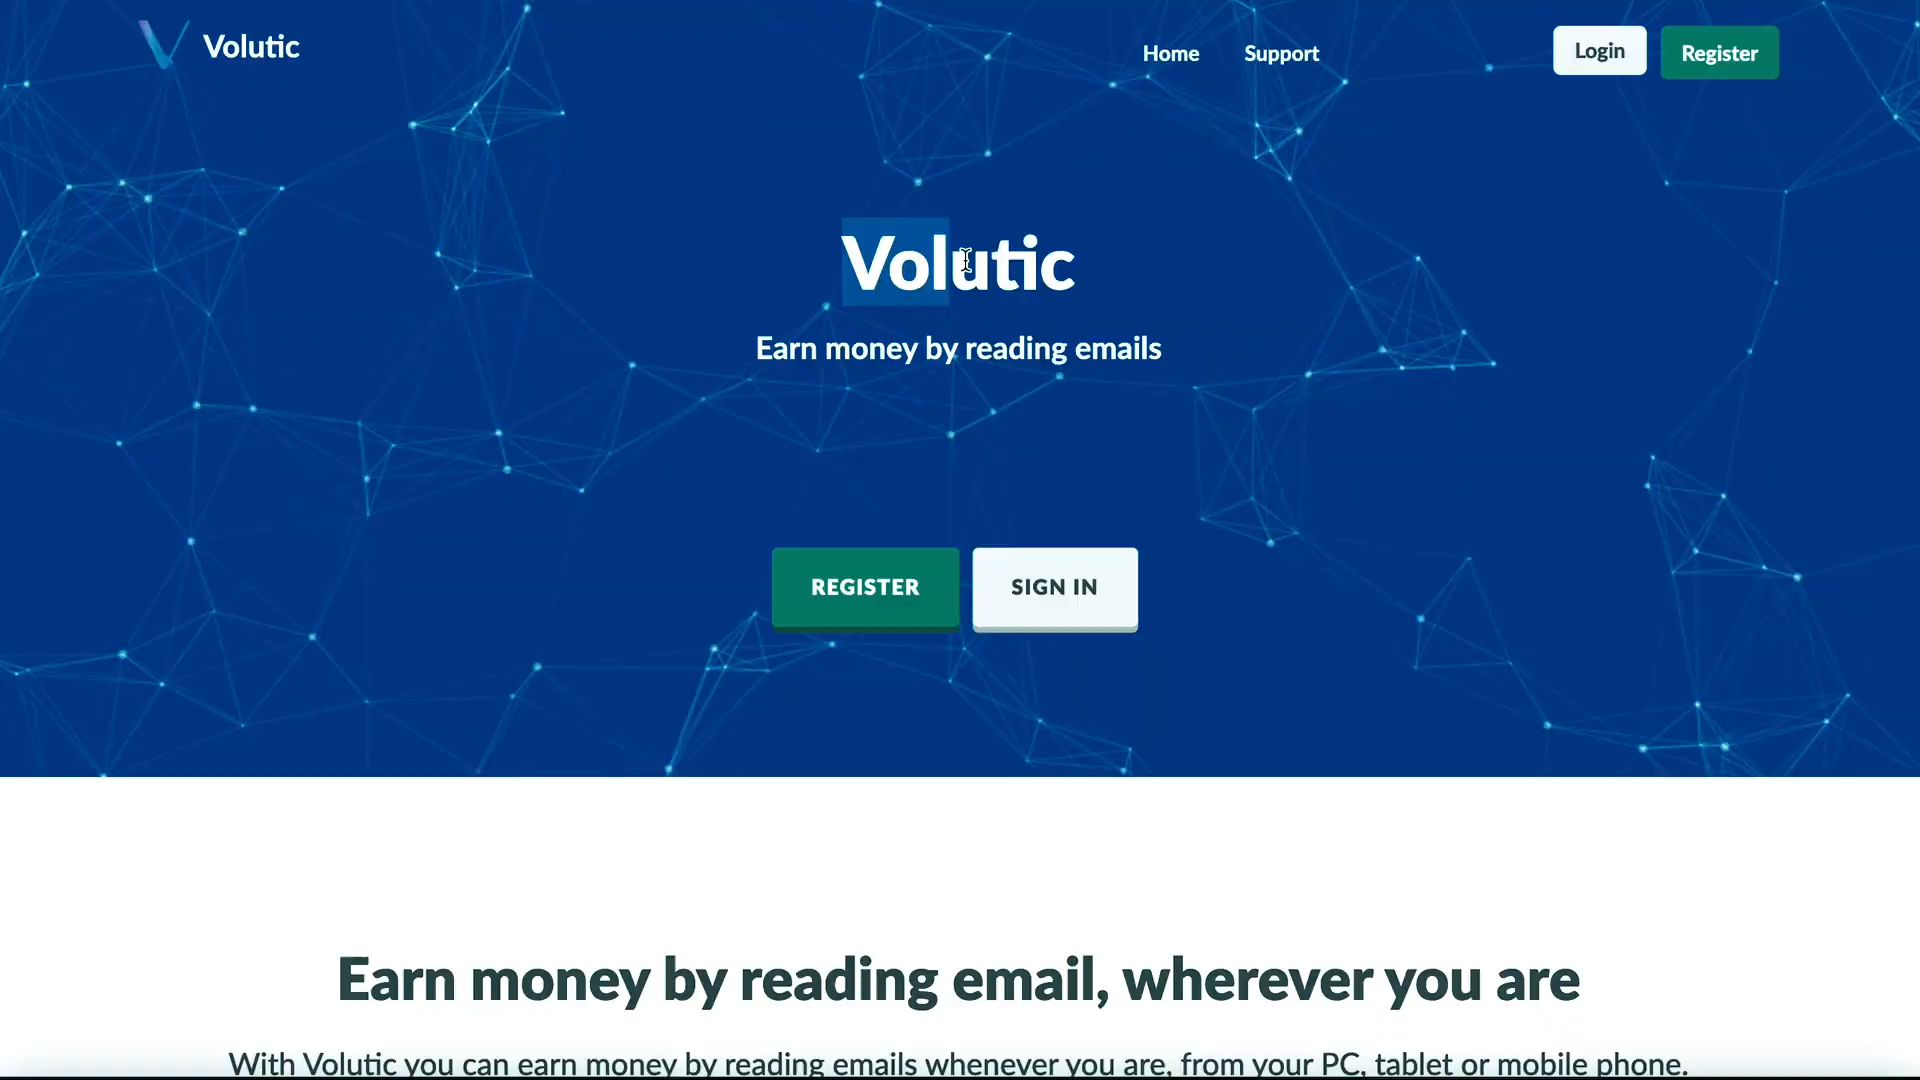 Volutic
Home
Support
Login
Register
Volutic
Earn money by reading emails
REGISTER
SIGN IN
Earn money by reading email, wherever you are
With Volutic you can earn money by reading emails whenever you are, from your PC, tablet or mobile phone.